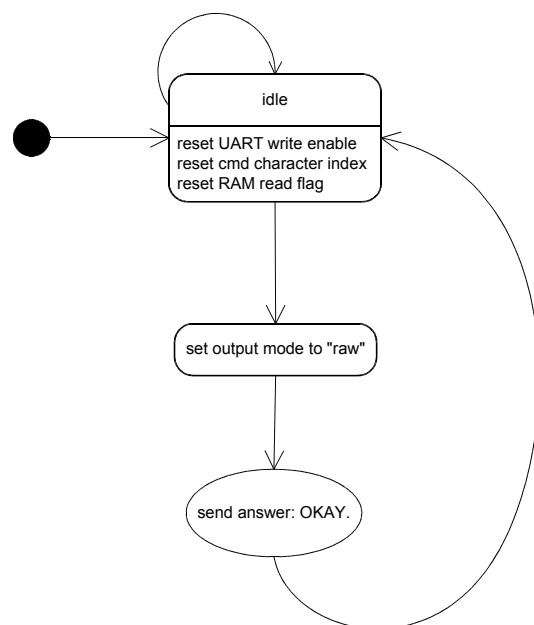 idle
reset UART write enable
reset cmd character index
reset RAM read flag
set output mode to "raw"
send answer: OKAY.